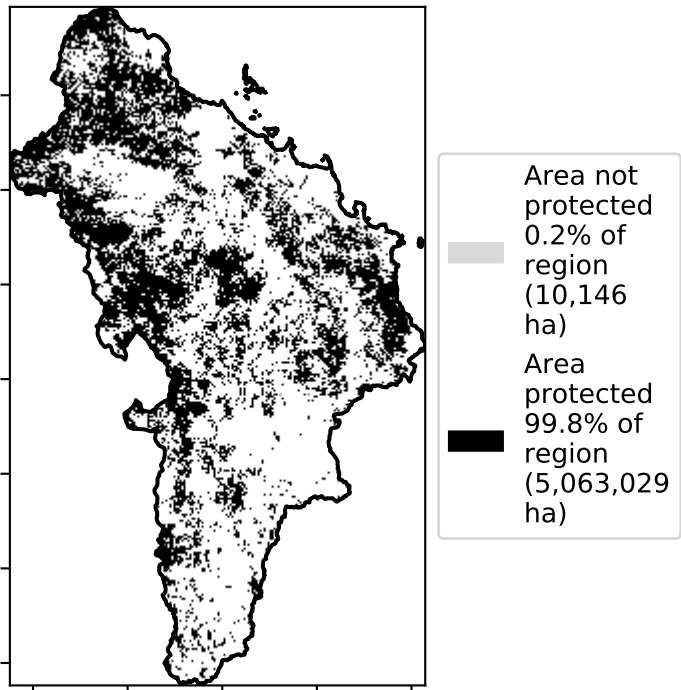 Area not
protected
0.2% of
region
(10,146
ha)
Area
protected
99.8% of
region
(5,063,029
ha)